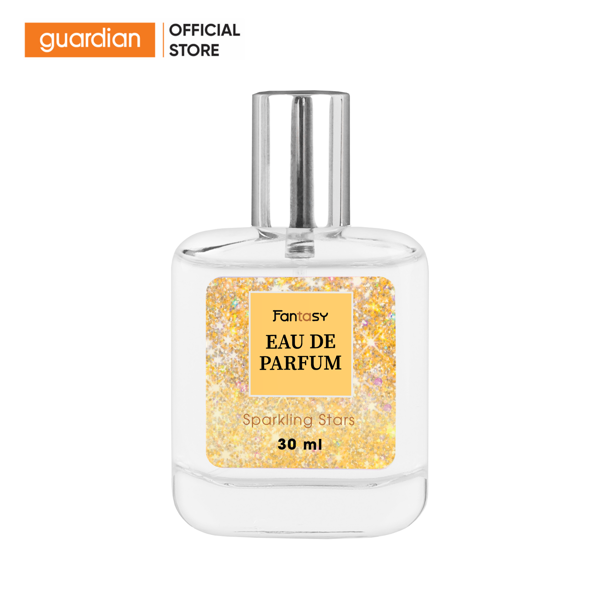 guardian
OFFICIAL
STORE
Fantasy
EAU DE
PARFUM
Sparkling Stars
30 ml